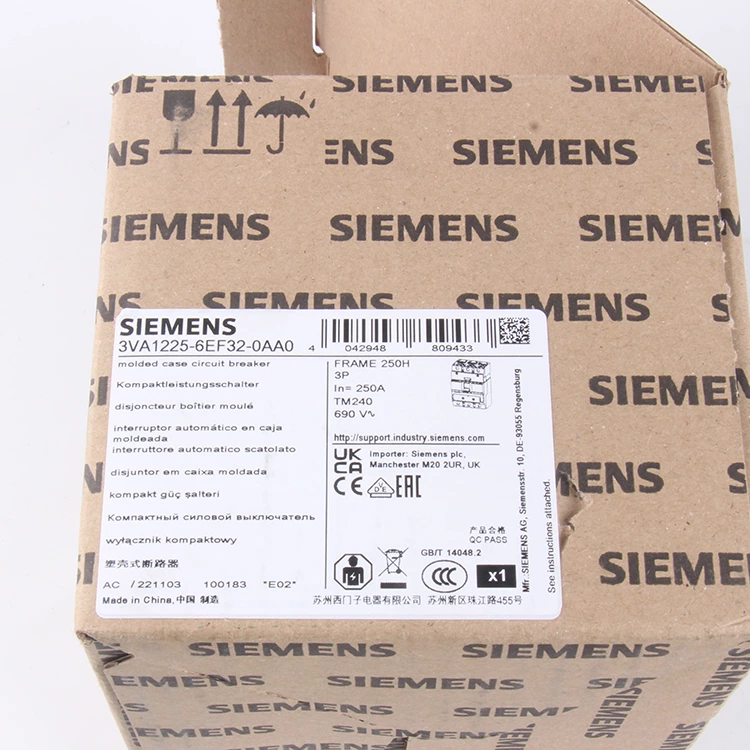 SIEMENS
SIEMENS SIEMENS
SIEMENS SIEMENS
SIEMENS
3VA1225-6EF32-0AA0
4 042948 809433
molded case circuit breaker
Kompaktleistungsschalter
disjoncteur boîtier moulé
interruptor automático en caja
moldeada
interruttore automatico scatolato
disjuntor em caixa moldada
kompakt güç şalteri
Компактный силовой выключатель
wyłącznik kompaktowy
塑壳式断路器
AC /221103 100183 "E02"
Made in China,中国 制造
FRAME 250H
3P
In= 250A
TM240
690 V~
http://support.industry.siemens.com
UK
CA
Importer: Siemens plc,
Manchester M20 2UR, UK
CE
EAC
产品合格
QC PASS
GB/T 14048.2
CCC
x1
苏州西门子电器有限公司 苏州新区珠江路455号
Mfr.:SIEMENS AG, Siemensstr. 10, DE-93055 Regensburg
See instructions attached.
SIEMENS
SIEMENS
SIEMENS SIEMENS
SIEMENS